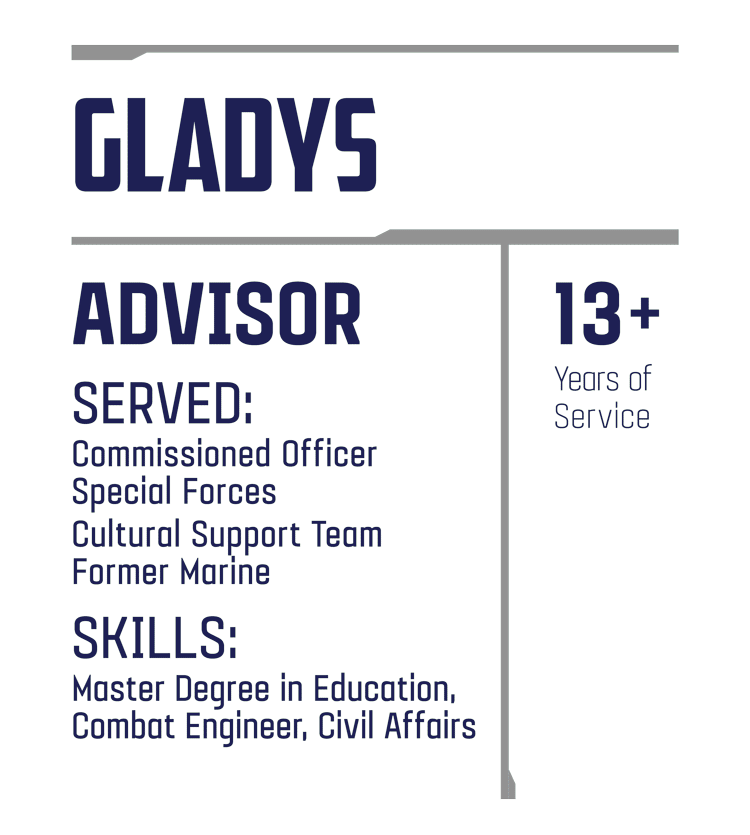 GLADYS
ADVISOR
SERVED:
Commissioned Officer
Special Forces
Cultural Support Team
Former Marine
SKILLS:
Master Degree in Education,
Combat Engineer, Civil Affairs
13+
Years of
Service